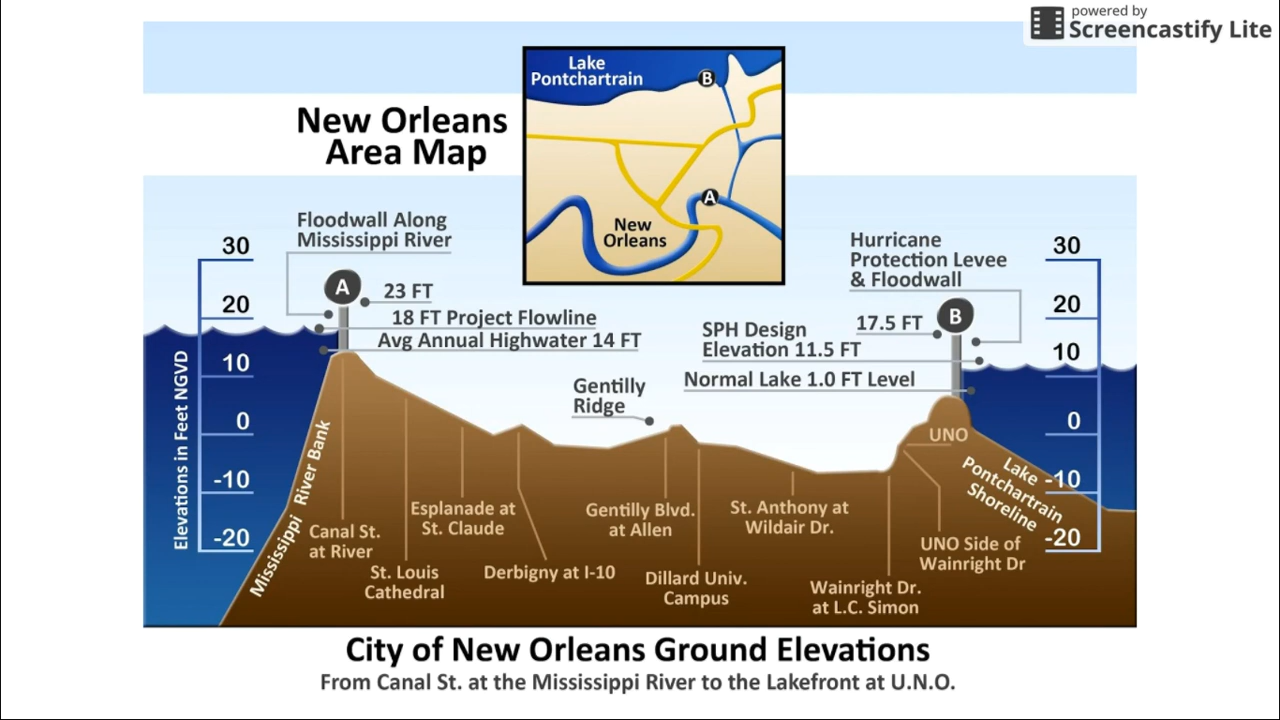 powered by
Screencastify Lite
New Orleans
Area Map
Lake
Pontchartrain
B
A
New
Orleans
Floodwall Along
Mississippi River
Hurricane
Protection Levee
& Floodwall
30
20
10
0
-10
-20
Elevations in Feet NGVD
A
23 FT
18 FT Project Flowline
Avg Annual Highwater 14 FT
Gentilly
Ridge
SPH Design
Elevation 11.5 FT
17.5 FT
B
Normal Lake 1.0 FT Level
30
20
10
0
-10
-20
Mississippi River Bank
Canal St.
at River
St. Louis
Cathedral
Esplanade at
St. Claude
Derbigny at I-10
Gentilly Blvd.
at Allen
Dillard Univ.
Campus
St. Anthony at
Wildair Dr.
Wainright Dr.
at L.C. Simon
UNO
UNO Side of
Wainright Dr
Lake
Pontchartrain
Shoreline
City of New Orleans Ground Elevations
From Canal St. at the Mississippi River to the Lakefront at U.N.O.